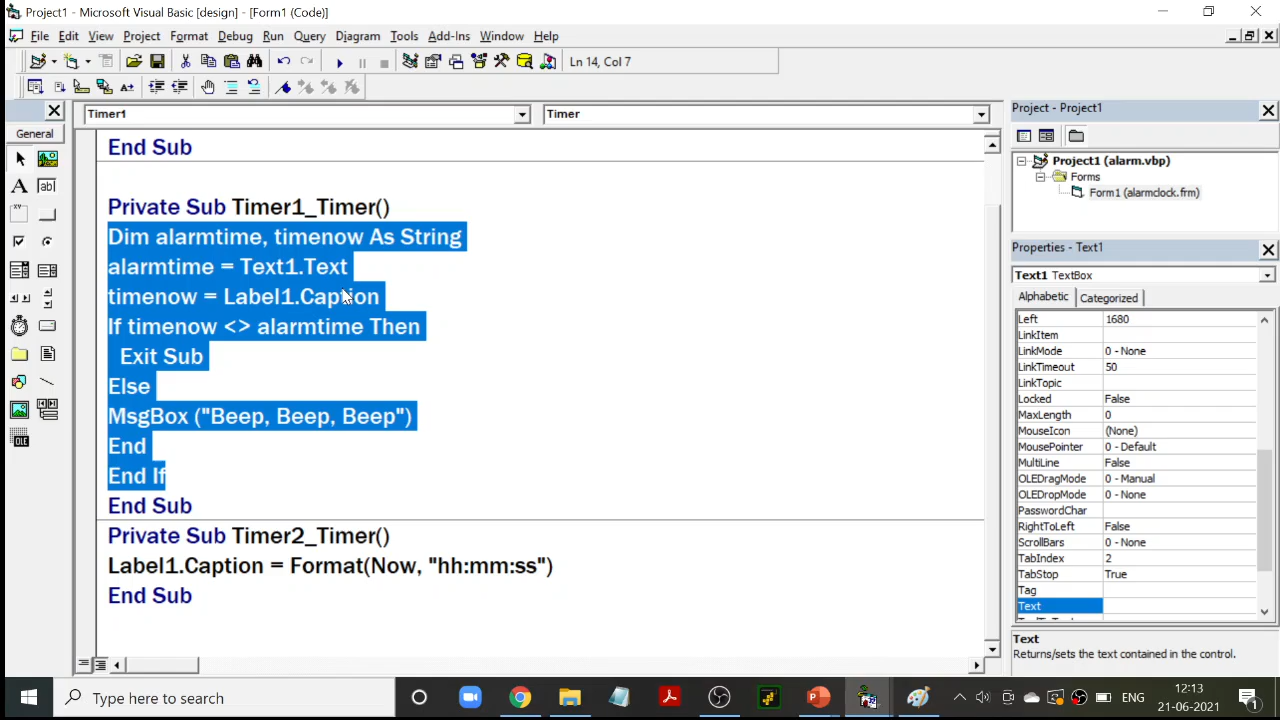 Project1 - Microsoft Visual Basic [design] - [Form1 (Code)]
File Edit View Project Format Debug Run Query Diagram Tools Add-Ins Window Help
Ln 14, Col 7
General
Timer1
Timer
End Sub
Private Sub Timer1_Timer()
Dim alarmtime, timenow As String
alarmtime = Text1.Text
timenow = Label1.Caption
If timenow <> alarmtime Then
Exit Sub
Else
MsgBox ("Beep, Beep, Beep")
End
End If
End Sub
Private Sub Timer2_Timer()
Label1.Caption = Format(Now, "hh:mm:ss")
End Sub
Project - Project1
Project1 (alarm.vbp)
Forms
Form1 (alarmclock.frm)
Properties - Text1
Text1 TextBox
Alphabetic Categorized
Left 1680
LinkItem
LinkMode 0 - None
LinkTimeout 50
LinkTopic
Locked False
MaxLength 0
MouseIcon (None)
MousePointer 0 - Default
MultiLine False
OLEDragMode 0 - Manual
OLEDropMode 0 - None
PasswordChar
RightToLeft False
ScrollBars 0 - None
TabIndex 2
TabStop True
Tag
Text
Text
Returns/sets the text contained in the control.
Type here to search
ENG
12:13
21-06-2021